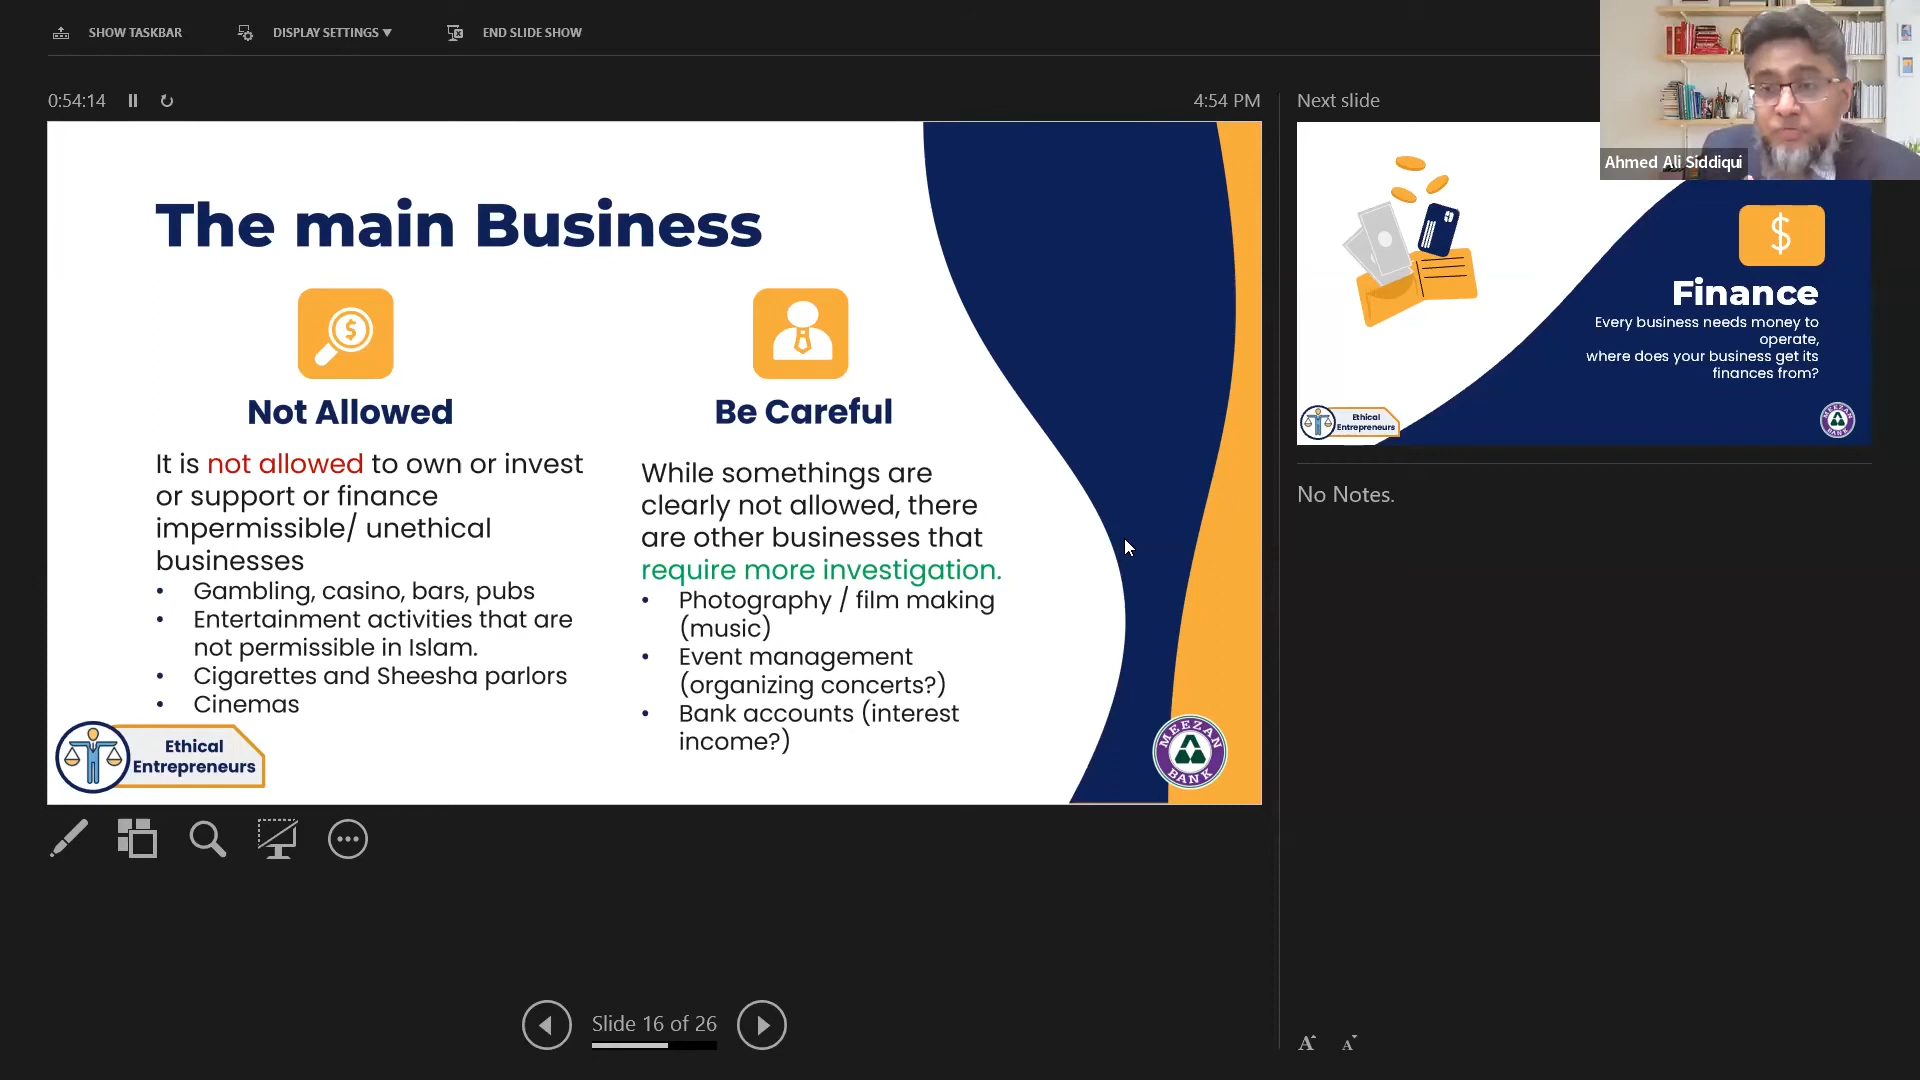 SHOW TASKBAR
DISPLAY SETTINGS ▼
END SLIDE SHOW
0:54:14
4:54 PM
The main Business
Not Allowed
It is not allowed to own or invest
or support or finance
impermissible/ unethical
businesses
• Gambling, casino, bars, pubs
• Entertainment activities that are
not permissible in Islam.
• Cigarettes and Sheesha parlors
• Cinemas
Be Careful
While somethings are
clearly not allowed, there
are other businesses that
require more investigation.
• Photography / film making
(music)
• Event management
(organizing concerts?)
• Bank accounts (interest
income?)
Ethical
Entrepreneurs
MEEZAN
BANK
Slide 16 of 26
Next slide
Ahmed Ali Siddiqui
$
Finance
Every business needs money to
operate,
where does your business get its
finances from?
Ethical
Entrepreneurs
MEEZAN
BANK
No Notes.
A A